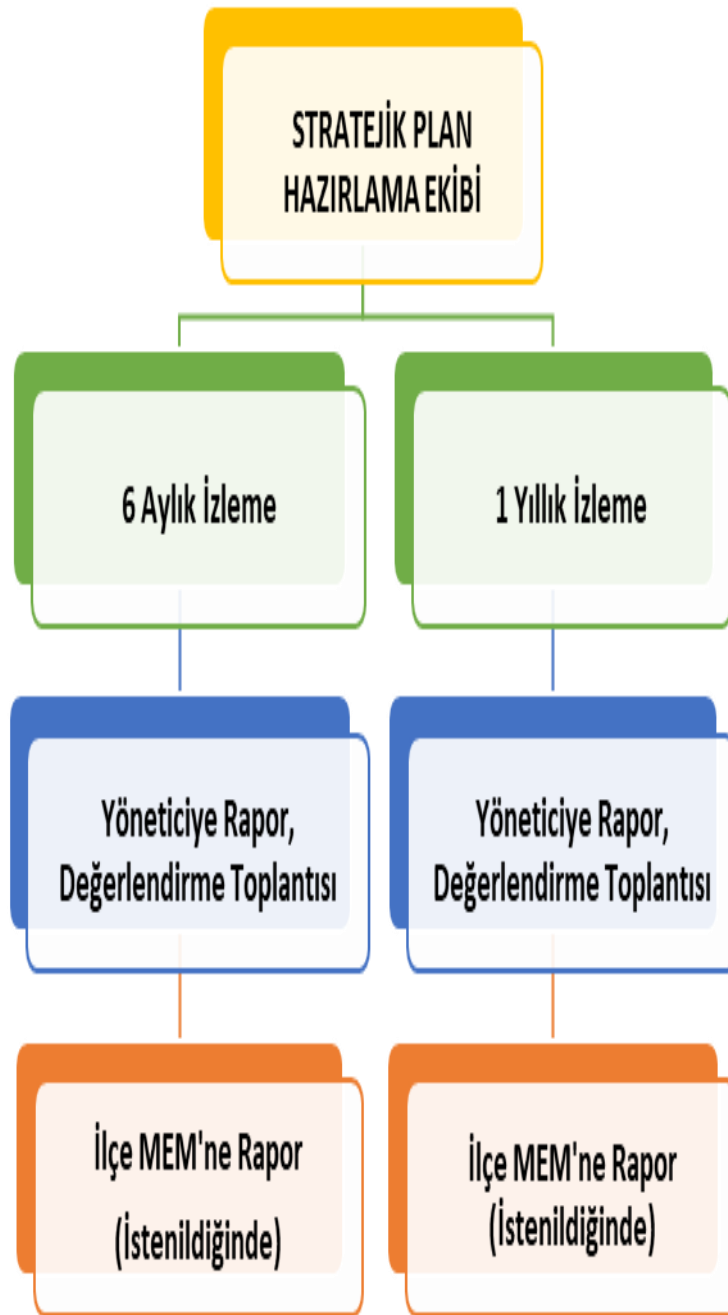 STRATEJİK PLAN
HAZIRLAMA EKİBİ
6 Aylık İzleme
1 Yıllık İzleme
Yöneticiye Rapor,
Değerlendirme Toplantısı
Yöneticiye Rapor,
Değerlendirme Toplantısı
İlçe MEM'ne Rapor
(İstenildiğinde)
İlçe MEM'ne Rapor
(İstenildiğinde)